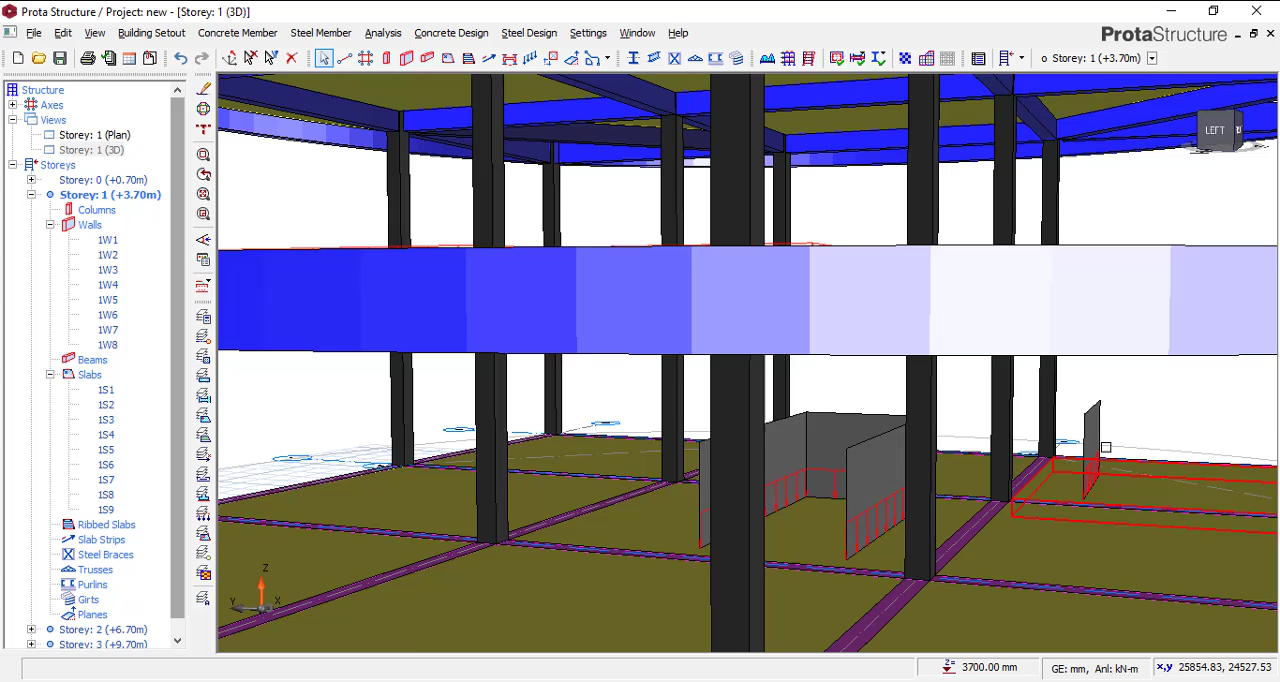 Prota Structure / Project: new - [Storey: 1 (3D)]
File Edit View Building Setout Concrete Member Steel Member Analysis Concrete Design Steel Design Settings Window Help
ProtaStructure
Storey: 1 (+3.70m)
Structure
Axes
Views
Storey: 1 (Plan)
Storey: 1 (3D)
Storeys
Storey: 0 (+0.70m)
Storey: 1 (+3.70m)
Columns
Walls
1W1
1W2
1W3
1W4
1W5
1W6
1W7
1W8
Beams
Slabs
1S1
1S2
1S3
1S4
1S5
1S6
1S7
1S8
1S9
Ribbed Slabs
Slab Strips
Steel Braces
Trusses
Purlins
Girts
Planes
Storey: 2 (+6.70m)
Storey: 3 (+9.70m)
LEFT
Z
Y
X
Z= 3700.00 mm
GE: mm, Anl: kN-m
x,y 25854.83, 24527.53